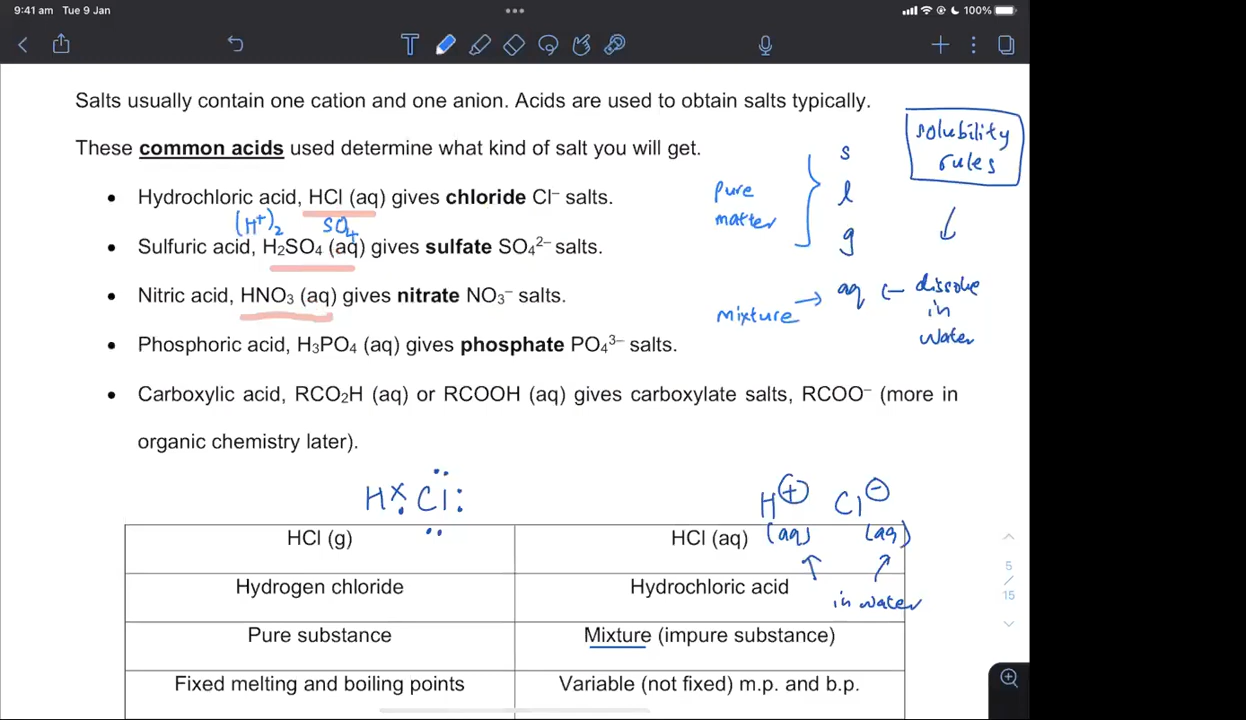 9:41 am Tue 9 Jan
100%
T
Salts usually contain one cation and one anion. Acids are used to obtain salts typically.
These common acids used determine what kind of salt you will get.
• Hydrochloric acid, HCl (aq) gives chloride Cl⁻ salts.
(H⁺)₂ SO₄
• Sulfuric acid, H₂SO₄ (aq) gives sulfate SO₄²⁻ salts.
• Nitric acid, HNO₃ (aq) gives nitrate NO₃⁻ salts.
• Phosphoric acid, H₃PO₄ (aq) gives phosphate PO₄³⁻ salts.
• Carboxylic acid, RCO₂H (aq) or RCOOH (aq) gives carboxylate salts, RCOO⁻ (more in
organic chemistry later).
pure
matter
s
l
g
mixture → aq ← dissolve
in
water
solubility
rules
H Cl
H⁺ Cl⁻
(aq) (aq)
in water
HCl (g) HCl (aq)
Hydrogen chloride Hydrochloric acid
Pure substance Mixture (impure substance)
Fixed melting and boiling points Variable (not fixed) m.p. and b.p.
5
/
15